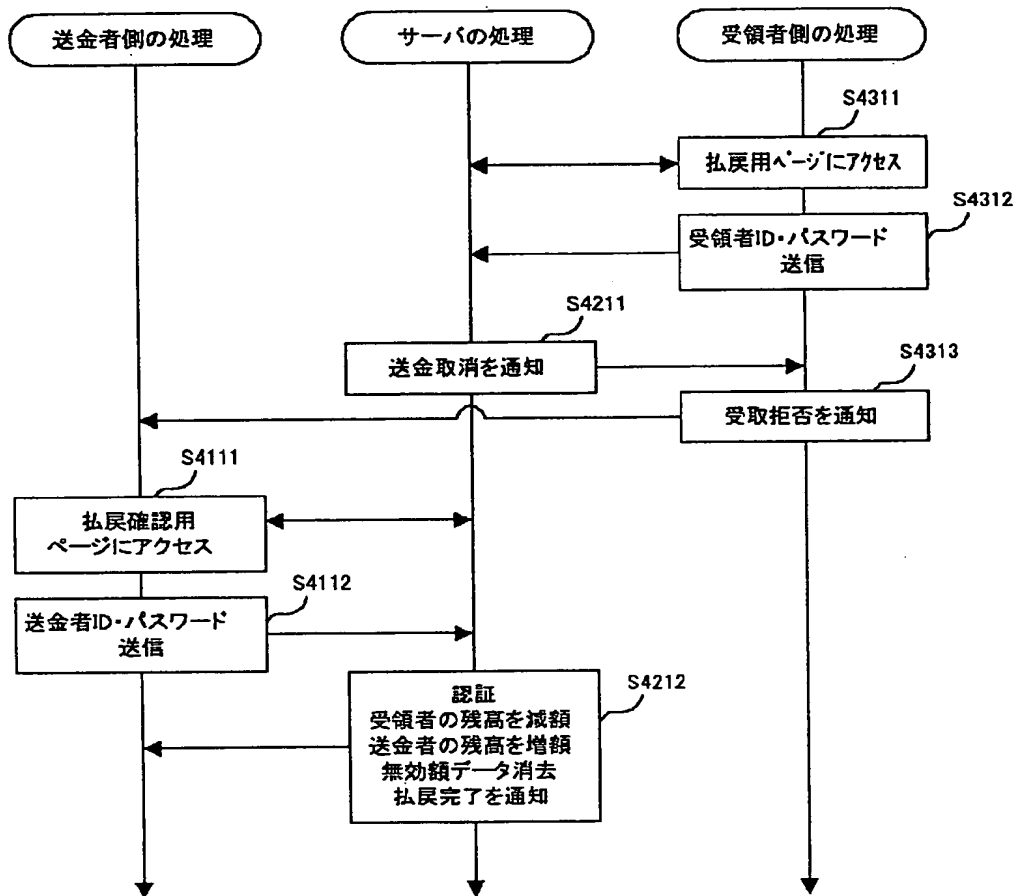 送金者側の処理
サーバの処理
受領者側の処理
S4311
払戻用ページにアクセス
S4312
受領者ID・パスワード
送信
S4211
送金取消を通知
S4313
受取拒否を通知
S4111
払戻確認用
ページにアクセス
S4112
送金者ID・パスワード
送信
S4212
認証
受領者の残高を減額
送金者の残高を増額
無効額データ消去
払戻完了を通知